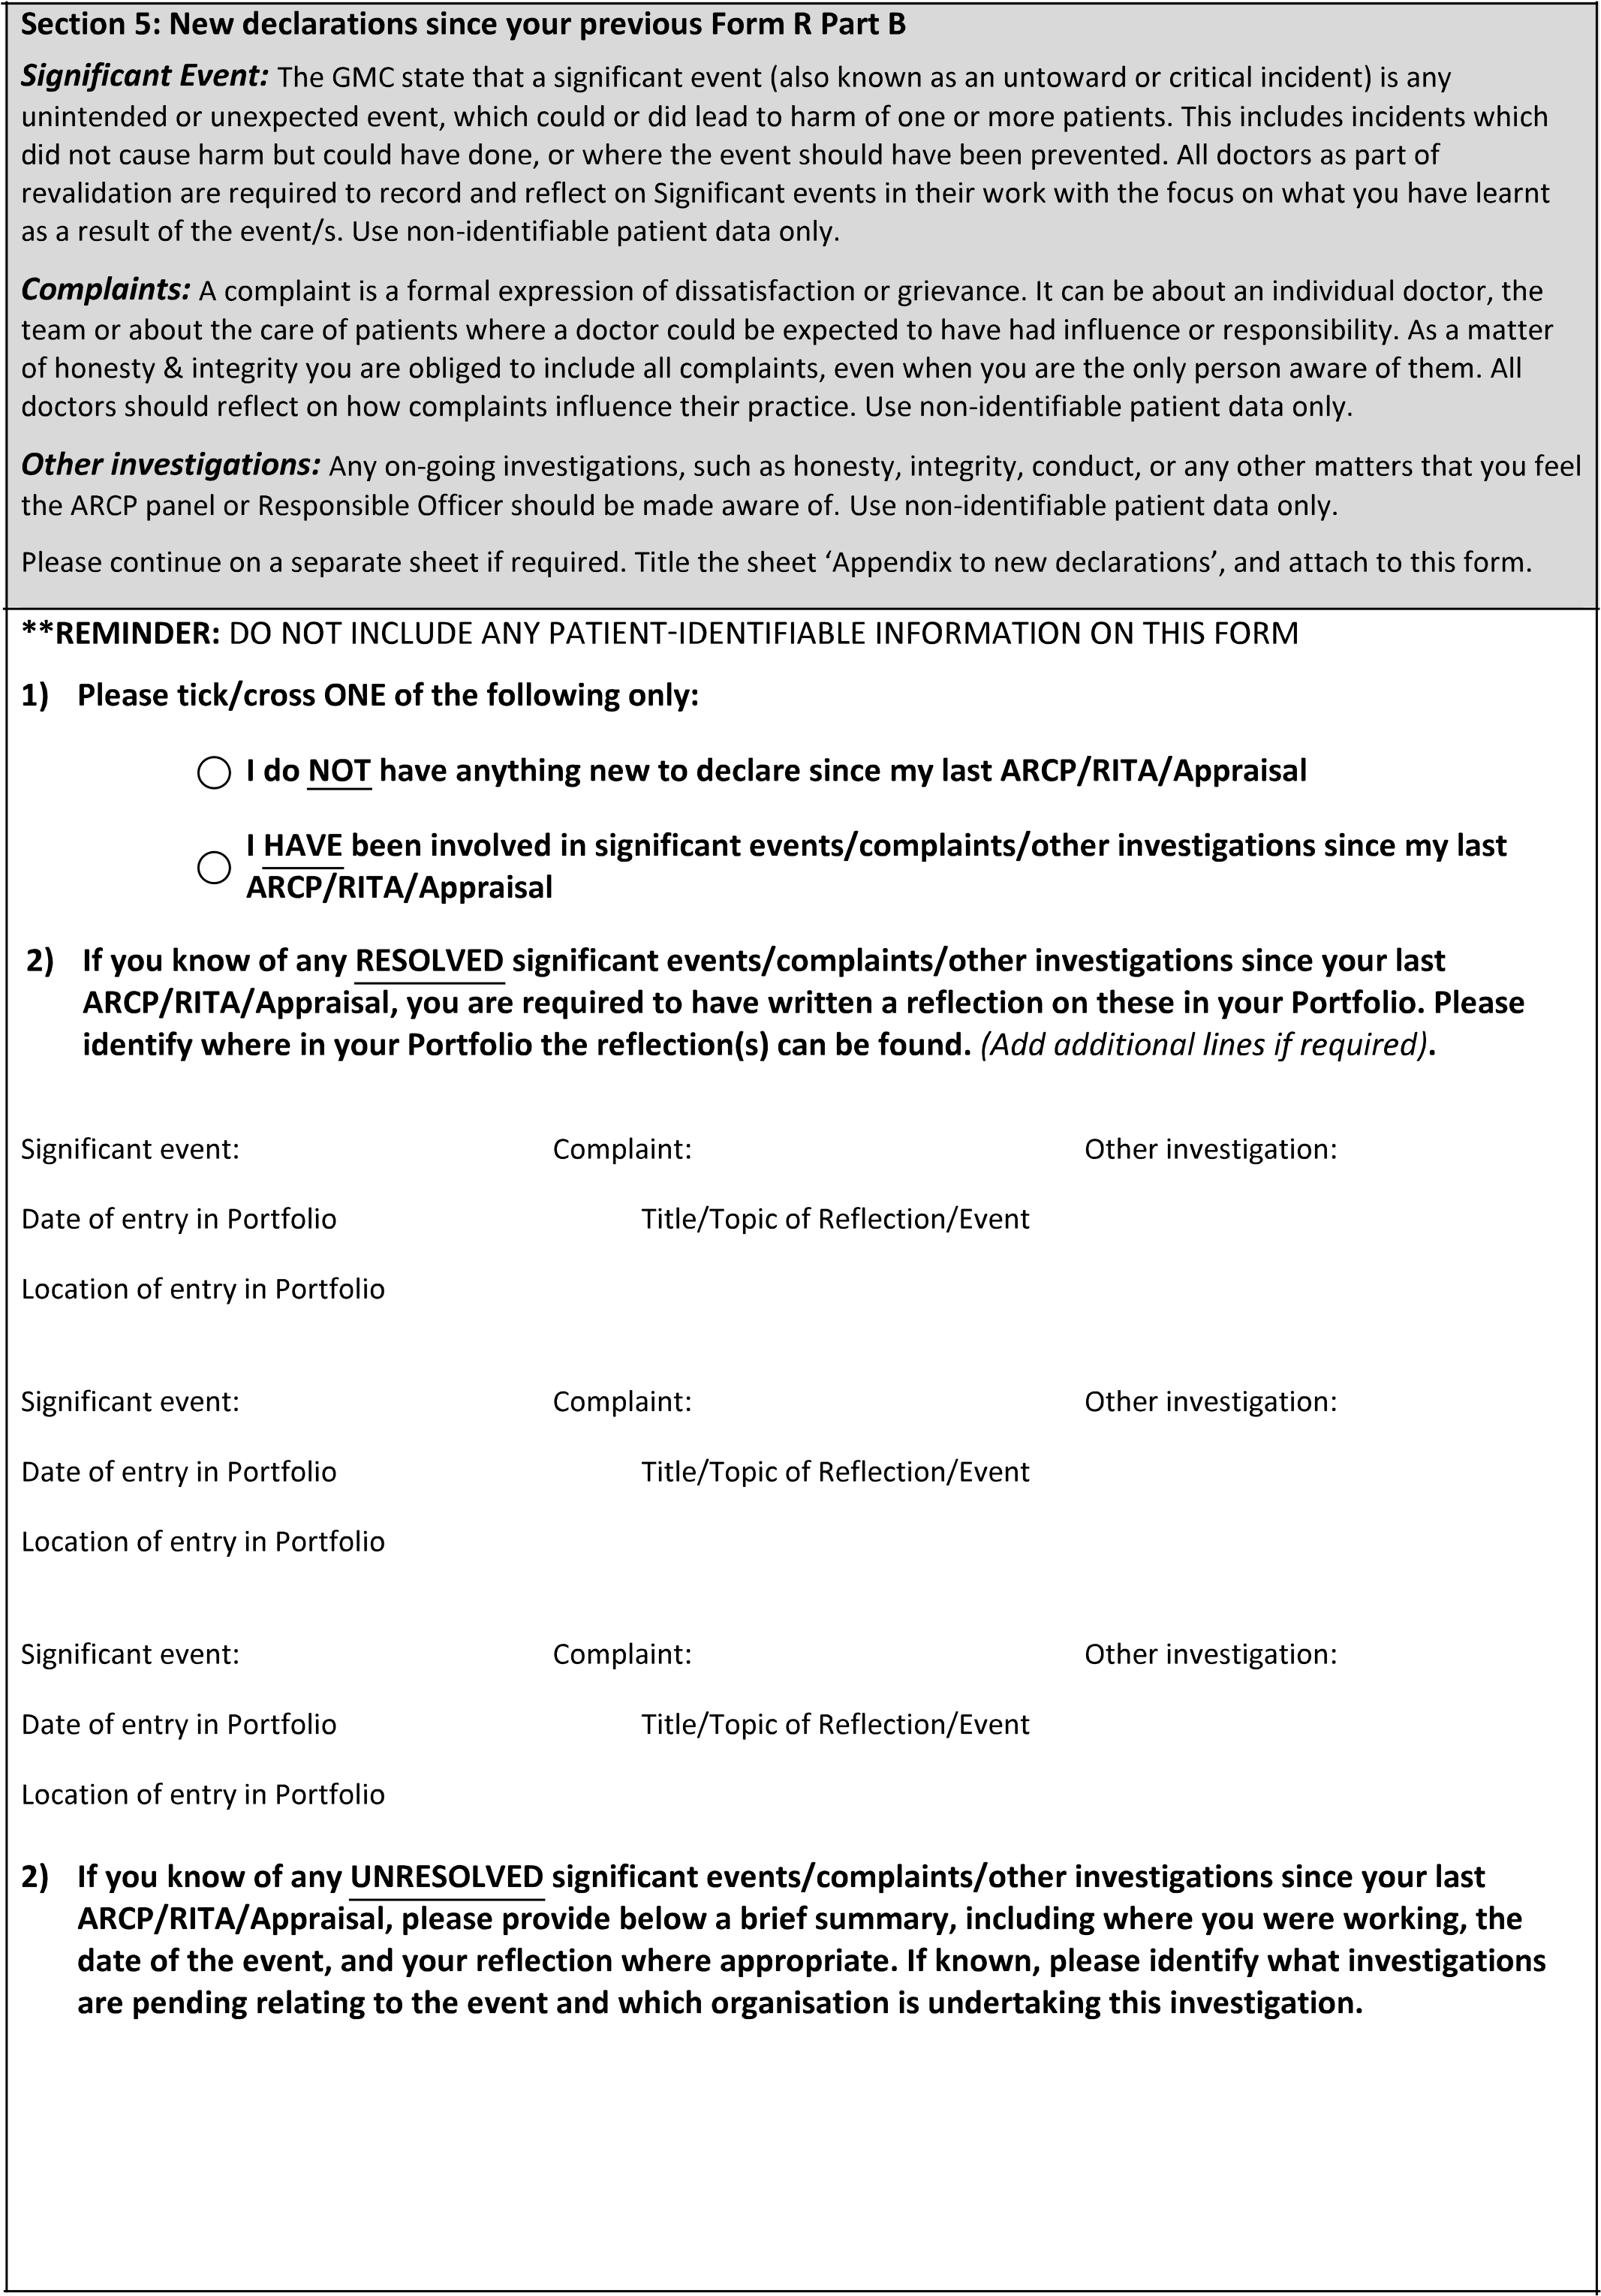 Section 5: New declarations since your previous Form R Part B
Significant Event: The GMC state that a significant event (also known as an untoward or critical incident) is any
unintended or unexpected event, which could or did lead to harm of one or more patients. This includes incidents which
did not cause harm but could have done, or where the event should have been prevented. All doctors as part of
revalidation are required to record and reflect on Significant events in their work with the focus on what you have learnt
as a result of the event/s. Use non-identifiable patient data only.
Complaints: A complaint is a formal expression of dissatisfaction or grievance. It can be about an individual doctor, the
team or about the care of patients where a doctor could be expected to have had influence or responsibility. As a matter
of honesty & integrity you are obliged to include all complaints, even when you are the only person aware of them. All
doctors should reflect on how complaints influence their practice. Use non-identifiable patient data only.
Other investigations: Any on-going investigations, such as honesty, integrity, conduct, or any other matters that you feel
the ARCP panel or Responsible Officer should be made aware of. Use non-identifiable patient data only.
Please continue on a separate sheet if required. Title the sheet ‘Appendix to new declarations’, and attach to this form.
**REMINDER: DO NOT INCLUDE ANY PATIENT-IDENTIFIABLE INFORMATION ON THIS FORM
1) Please tick/cross ONE of the following only:
I do NOT have anything new to declare since my last ARCP/RITA/Appraisal
I HAVE been involved in significant events/complaints/other investigations since my last
ARCP/RITA/Appraisal
2) If you know of any RESOLVED significant events/complaints/other investigations since your last
ARCP/RITA/Appraisal, you are required to have written a reflection on these in your Portfolio. Please
identify where in your Portfolio the reflection(s) can be found. (Add additional lines if required).
Significant event: Complaint: Other investigation:
Date of entry in Portfolio Title/Topic of Reflection/Event
Location of entry in Portfolio
Significant event: Complaint: Other investigation:
Date of entry in Portfolio Title/Topic of Reflection/Event
Location of entry in Portfolio
Significant event: Complaint: Other investigation:
Date of entry in Portfolio Title/Topic of Reflection/Event
Location of entry in Portfolio
2) If you know of any UNRESOLVED significant events/complaints/other investigations since your last
ARCP/RITA/Appraisal, please provide below a brief summary, including where you were working, the
date of the event, and your reflection where appropriate. If known, please identify what investigations
are pending relating to the event and which organisation is undertaking this investigation.